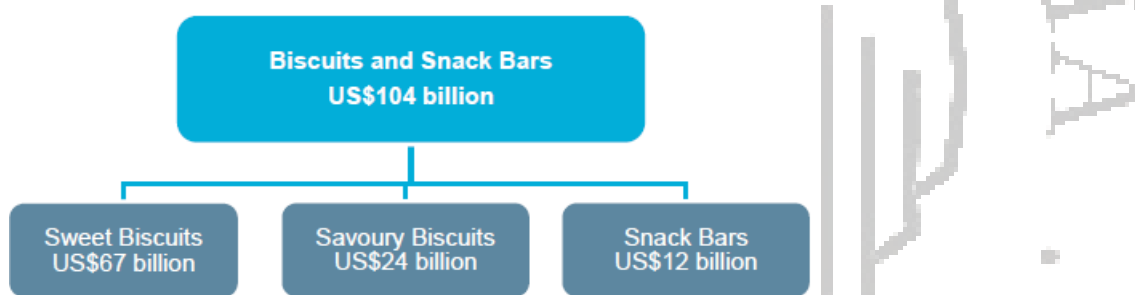 Biscuits and Snack Bars
US$104 billion
Sweet Biscuits
US$67 billion
Savoury Biscuits
US$24 billion
Snack Bars
US$12 billion